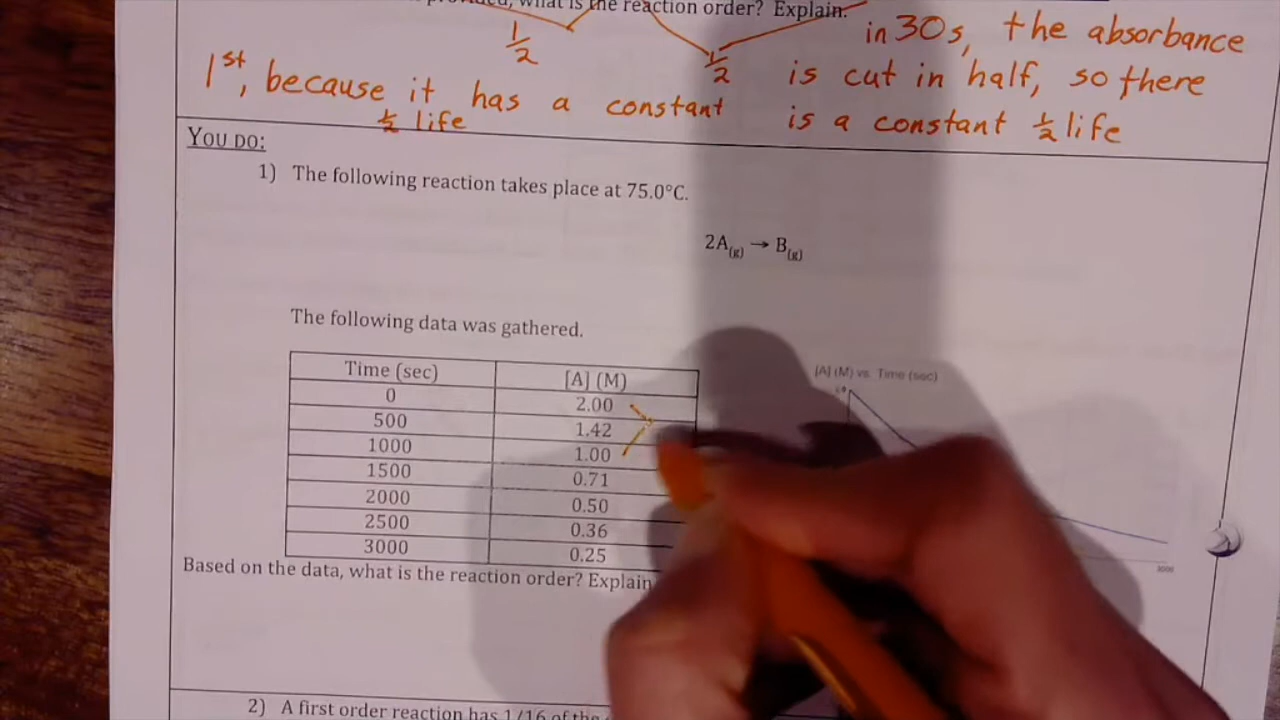 what is the reaction order? Explain.
1/2
1/2
in 30s, the absorbance
is cut in half, so there
is a constant 1/2 life
1st, because it has a constant
1/2 life
YOU DO:
1) The following reaction takes place at 75.0°C.
2A(g) → B(g)
The following data was gathered.
Time (sec) [A] (M)
0 2.00
500 1.42
1000 1.00
1500 0.71
2000 0.50
2500 0.36
3000 0.25
[A] (M) vs. Time (sec)
3000
Based on the data, what is the reaction order? Explain
2) A first order reaction has 1/16 of the